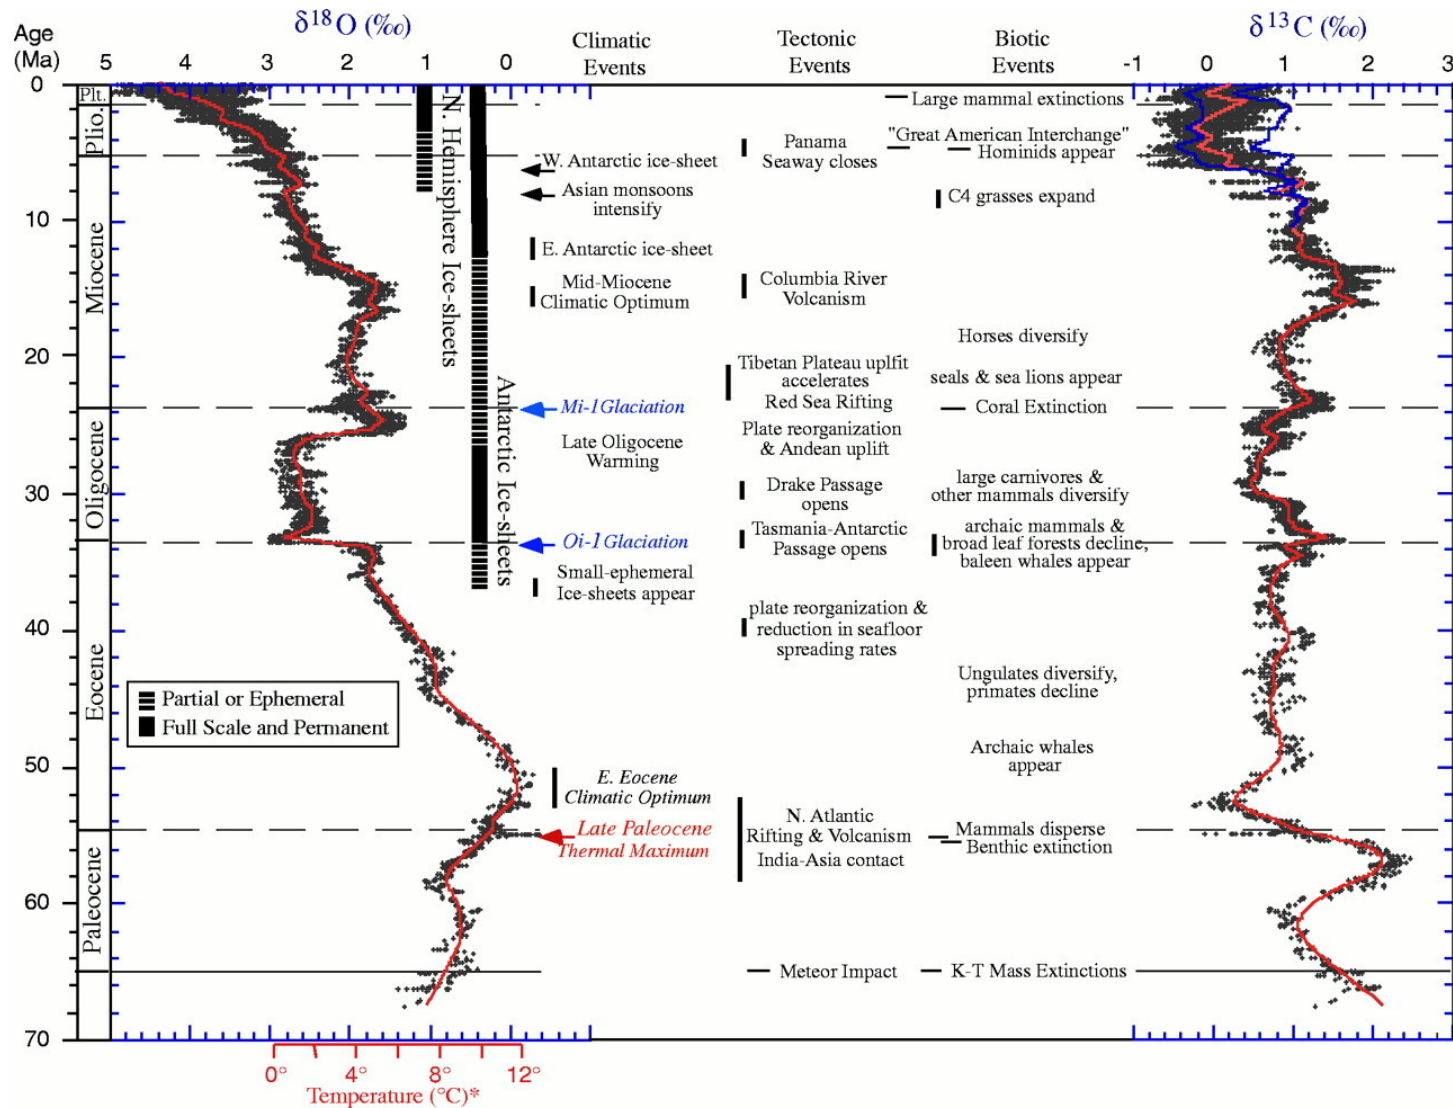 δ18O (‰)
δ13C (‰)
Age
(Ma)
5 4 3 2 1 0
Climatic
Events
Tectonic
Events
Biotic
Events
-1 0 1 2 3
0
10
20
30
40
50
60
70
Plt.
Plio.
Miocene
Oligocene
Eocene
Paleocene
N. Hemisphere Ice-sheets
Antarctic Ice-sheets
Partial or Ephemeral
Full Scale and Permanent
W. Antarctic ice-sheet
Asian monsoons
intensify
E. Antarctic ice-sheet
Mid-Miocene
Climatic Optimum
Mi-1 Glaciation
Late Oligocene
Warming
Oi-1 Glaciation
Small-ephemeral
Ice-sheets appear
E. Eocene
Climatic Optimum
Late Paleocene
Thermal Maximum
Panama
Seaway closes
Columbia River
Volcanism
Tibetan Plateau uplfit
accelerates
Red Sea Rifting
Plate reorganization
& Andean uplift
Drake Passage
opens
Tasmania-Antarctic
Passage opens
plate reorganization &
reduction in seafloor
spreading rates
N. Atlantic
Rifting & Volcanism
India-Asia contact
Meteor Impact
Large mammal extinctions
"Great American Interchange"
Hominids appear
C4 grasses expand
Horses diversify
seals & sea lions appear
Coral Extinction
large carnivores &
other mammals diversify
archaic mammals &
broad leaf forests decline,
baleen whales appear
Ungulates diversify,
primates decline
Archaic whales
appear
Mammals disperse
Benthic extinction
K-T Mass Extinctions
0° 4° 8° 12°
Temperature (°C)*